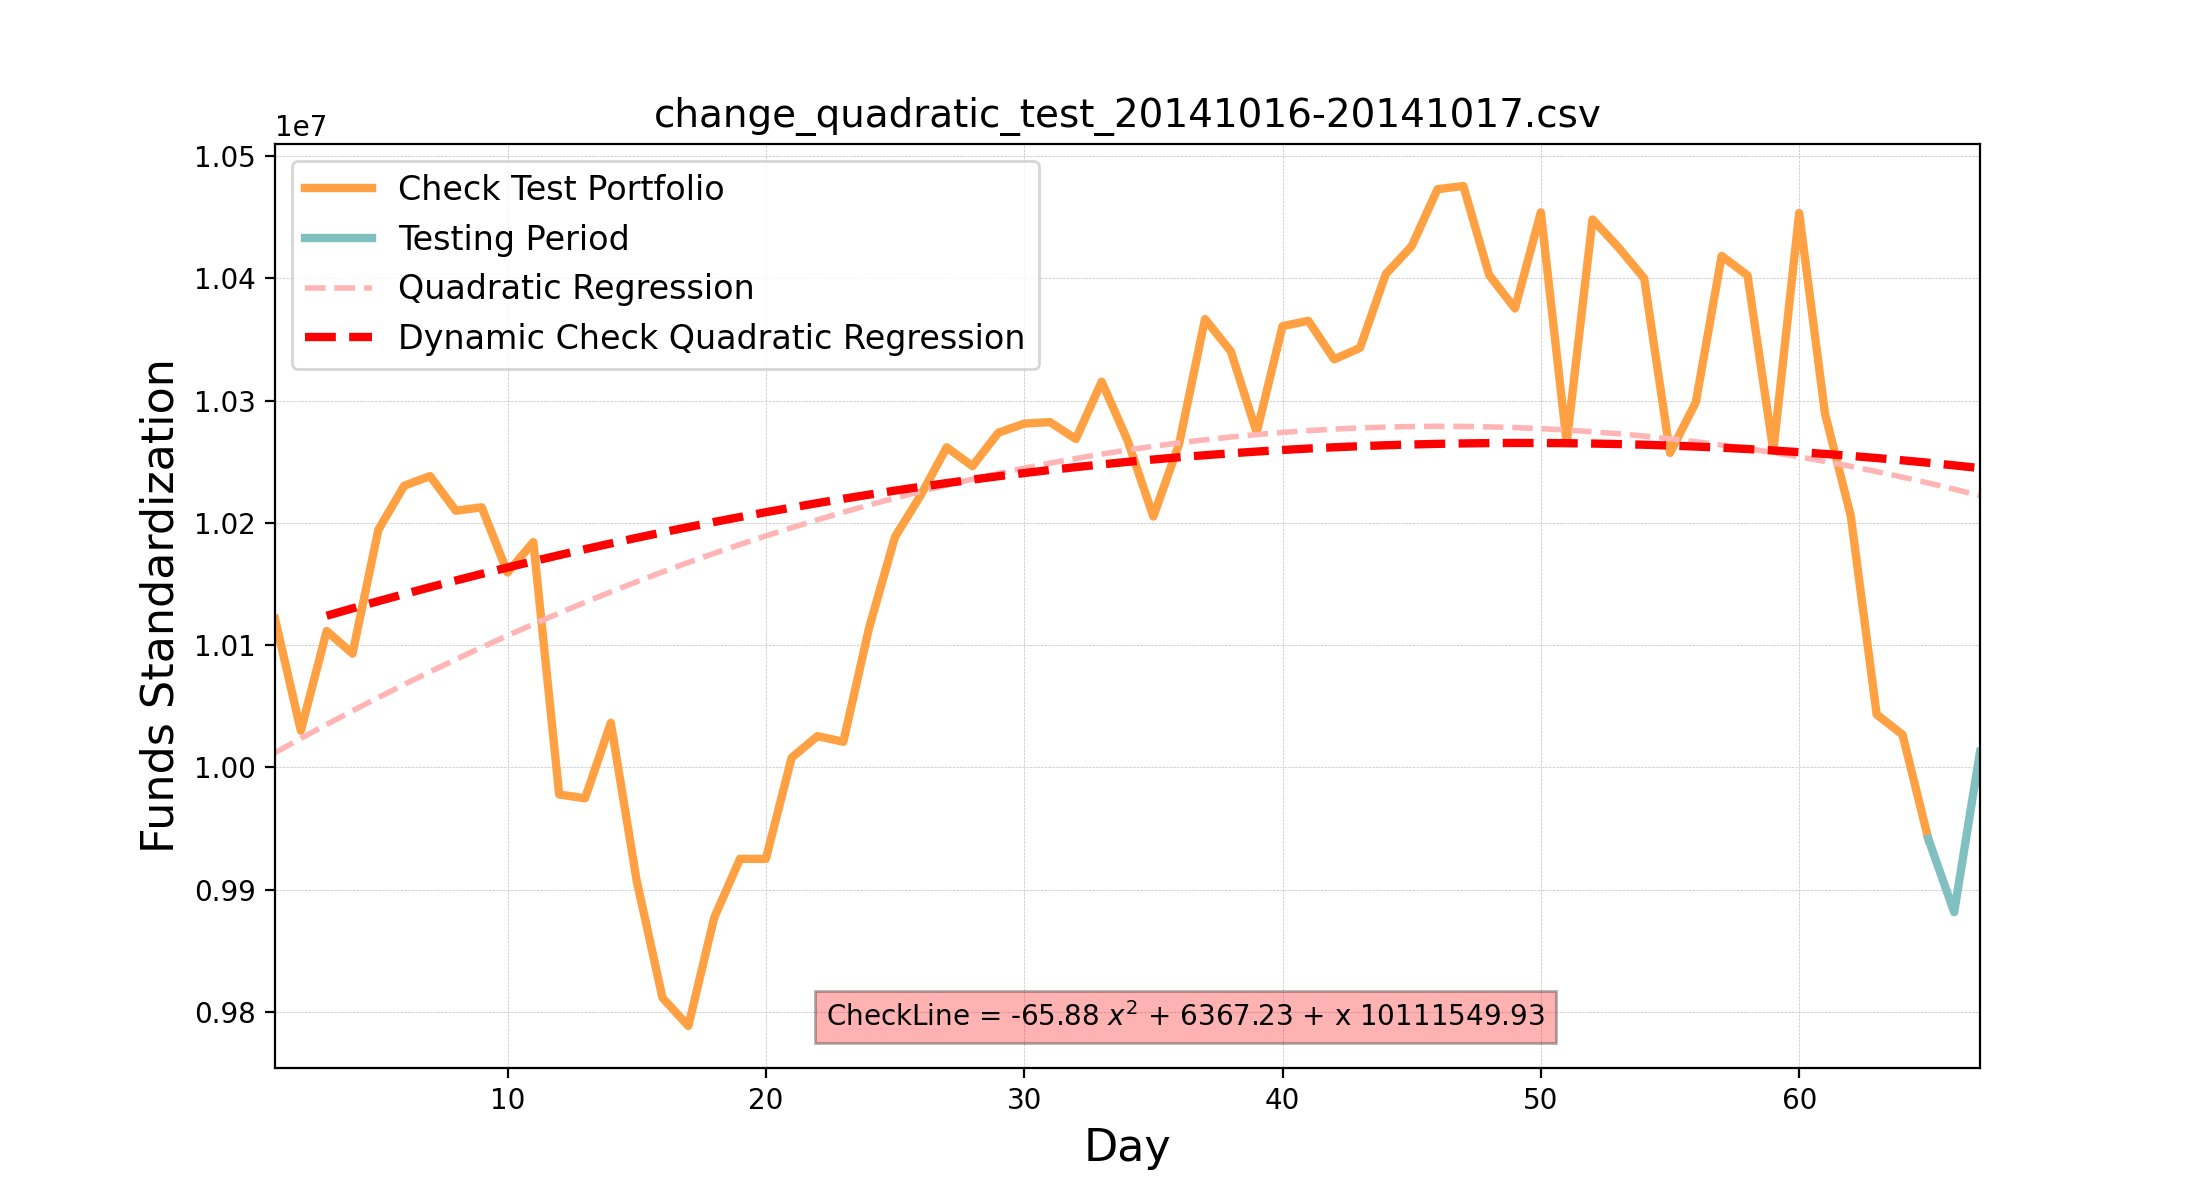 change_quadratic_test_20141016-20141017.csv
1e7
1.05
1.04
1.03
1.02
1.01
1.00
0.99
0.98
Funds Standardization
Check Test Portfolio
Testing Period
Quadratic Regression
Dynamic Check Quadratic Regression
CheckLine = -65.88 x² + 6367.23 + x 10111549.93
10 20 30 40 50 60
Day